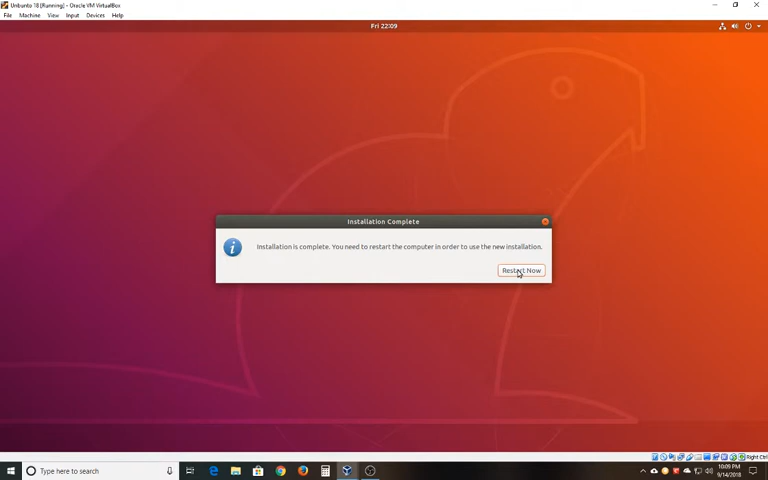 Unbunto 18 [Running] - Oracle VM VirtualBox
File Machine View Input Devices Help
Fri 22:09
Installation Complete
Installation is complete. You need to restart the computer in order to use the new installation.
Restart Now
Right Ctrl
Type here to search
10:09 PM
9/14/2018